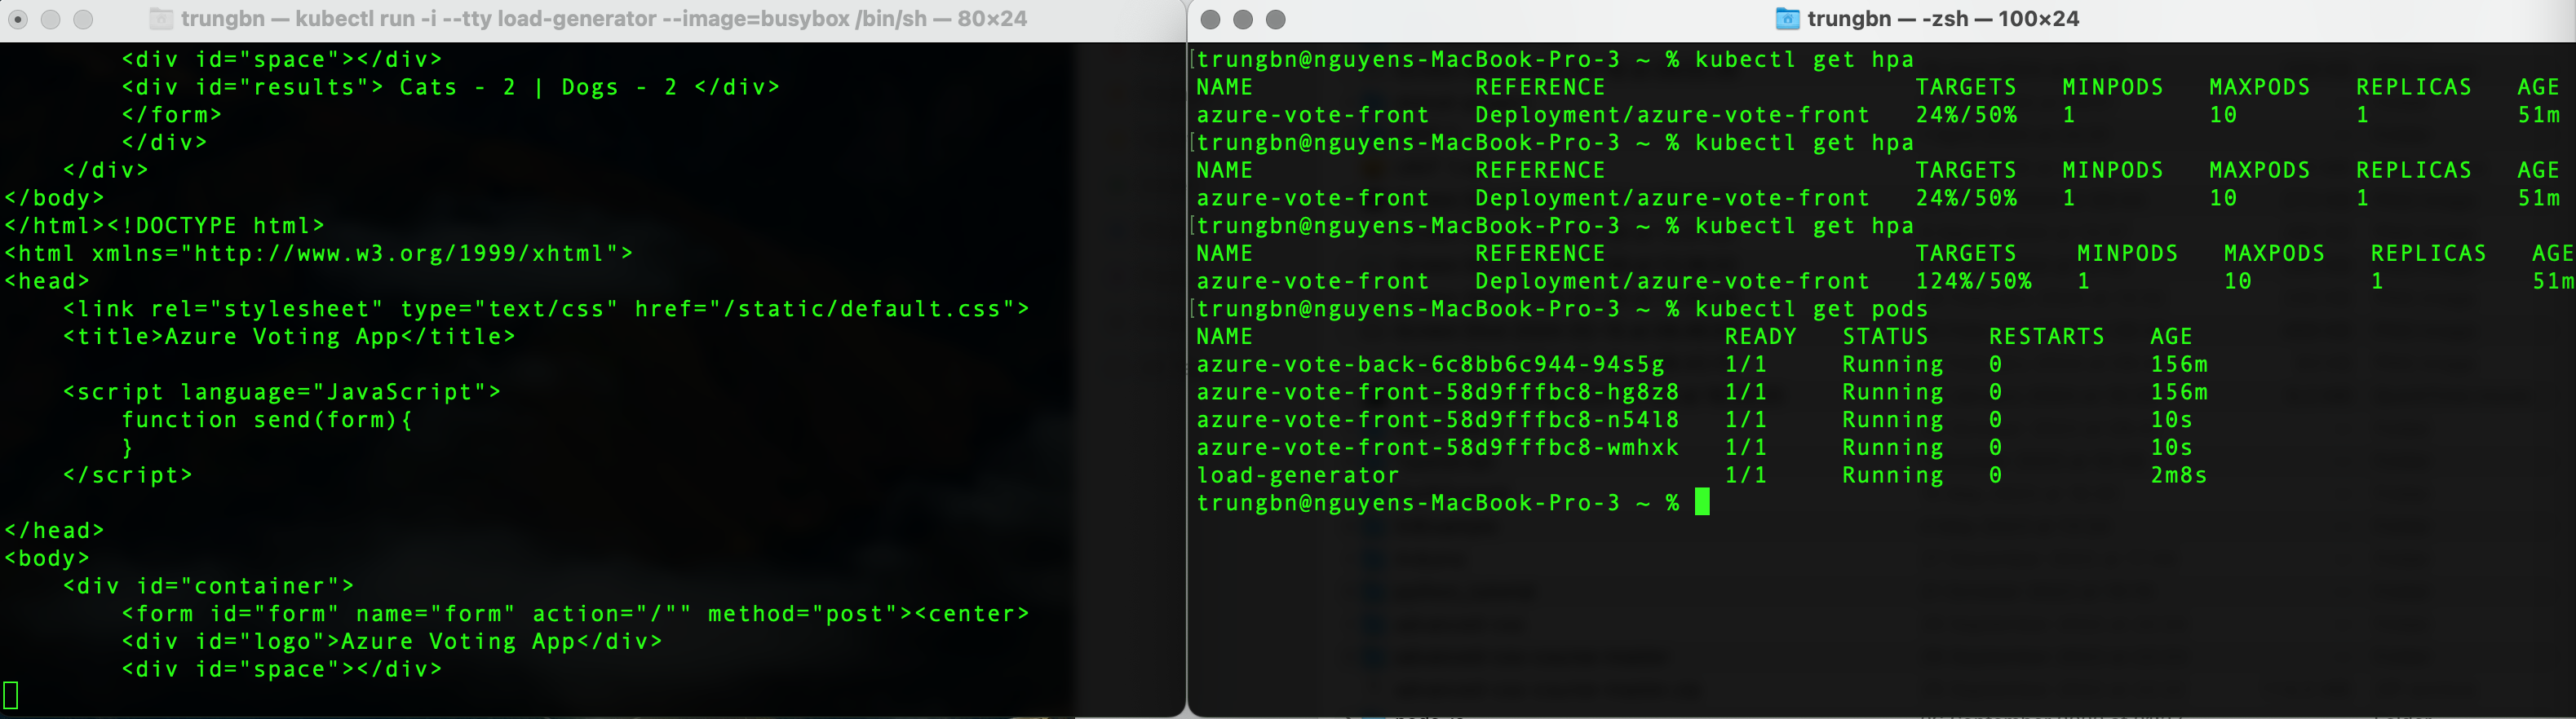 trungbn — kubectl run -i --tty load-generator --image=busybox /bin/sh — 80×24
<div id="space"></div>
<div id="results"> Cats - 2 | Dogs - 2 </div>
</form>
</div>
</div>
</body>
</html><!DOCTYPE html>
<html xmlns="http://www.w3.org/1999/xhtml">
<head>
<link rel="stylesheet" type="text/css" href="/static/default.css">
<title>Azure Voting App</title>
<script language="JavaScript">
function send(form){
}
</script>
</head>
<body>
<div id="container">
<form id="form" name="form" action="/"" method="post"><center>
<div id="logo">Azure Voting App</div>
<div id="space"></div>
trungbn — -zsh — 100×24
[trungbn@nguyens-MacBook-Pro-3 ~ % kubectl get hpa
NAME REFERENCE TARGETS MINPODS MAXPODS REPLICAS AGE
azure-vote-front Deployment/azure-vote-front 24%/50% 1 10 1 51m
[trungbn@nguyens-MacBook-Pro-3 ~ % kubectl get hpa
NAME REFERENCE TARGETS MINPODS MAXPODS REPLICAS AGE
azure-vote-front Deployment/azure-vote-front 24%/50% 1 10 1 51m
[trungbn@nguyens-MacBook-Pro-3 ~ % kubectl get hpa
NAME REFERENCE TARGETS MINPODS MAXPODS REPLICAS AGE
azure-vote-front Deployment/azure-vote-front 124%/50% 1 10 1 51m
[trungbn@nguyens-MacBook-Pro-3 ~ % kubectl get pods
NAME READY STATUS RESTARTS AGE
azure-vote-back-6c8bb6c944-94s5g 1/1 Running 0 156m
azure-vote-front-58d9fffbc8-hg8z8 1/1 Running 0 156m
azure-vote-front-58d9fffbc8-n54l8 1/1 Running 0 10s
azure-vote-front-58d9fffbc8-wmhxk 1/1 Running 0 10s
load-generator 1/1 Running 0 2m8s
trungbn@nguyens-MacBook-Pro-3 ~ %